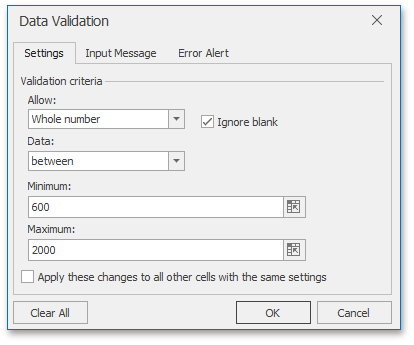 Data Validation
Settings Input Message Error Alert
Validation criteria
Allow:
Whole number Ignore blank
Data:
between
Minimum:
600
Maximum:
2000
Apply these changes to all other cells with the same settings
Clear All OK Cancel